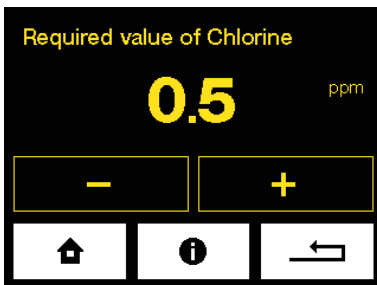 Required value of Chlorine
0.5 ppm
− +